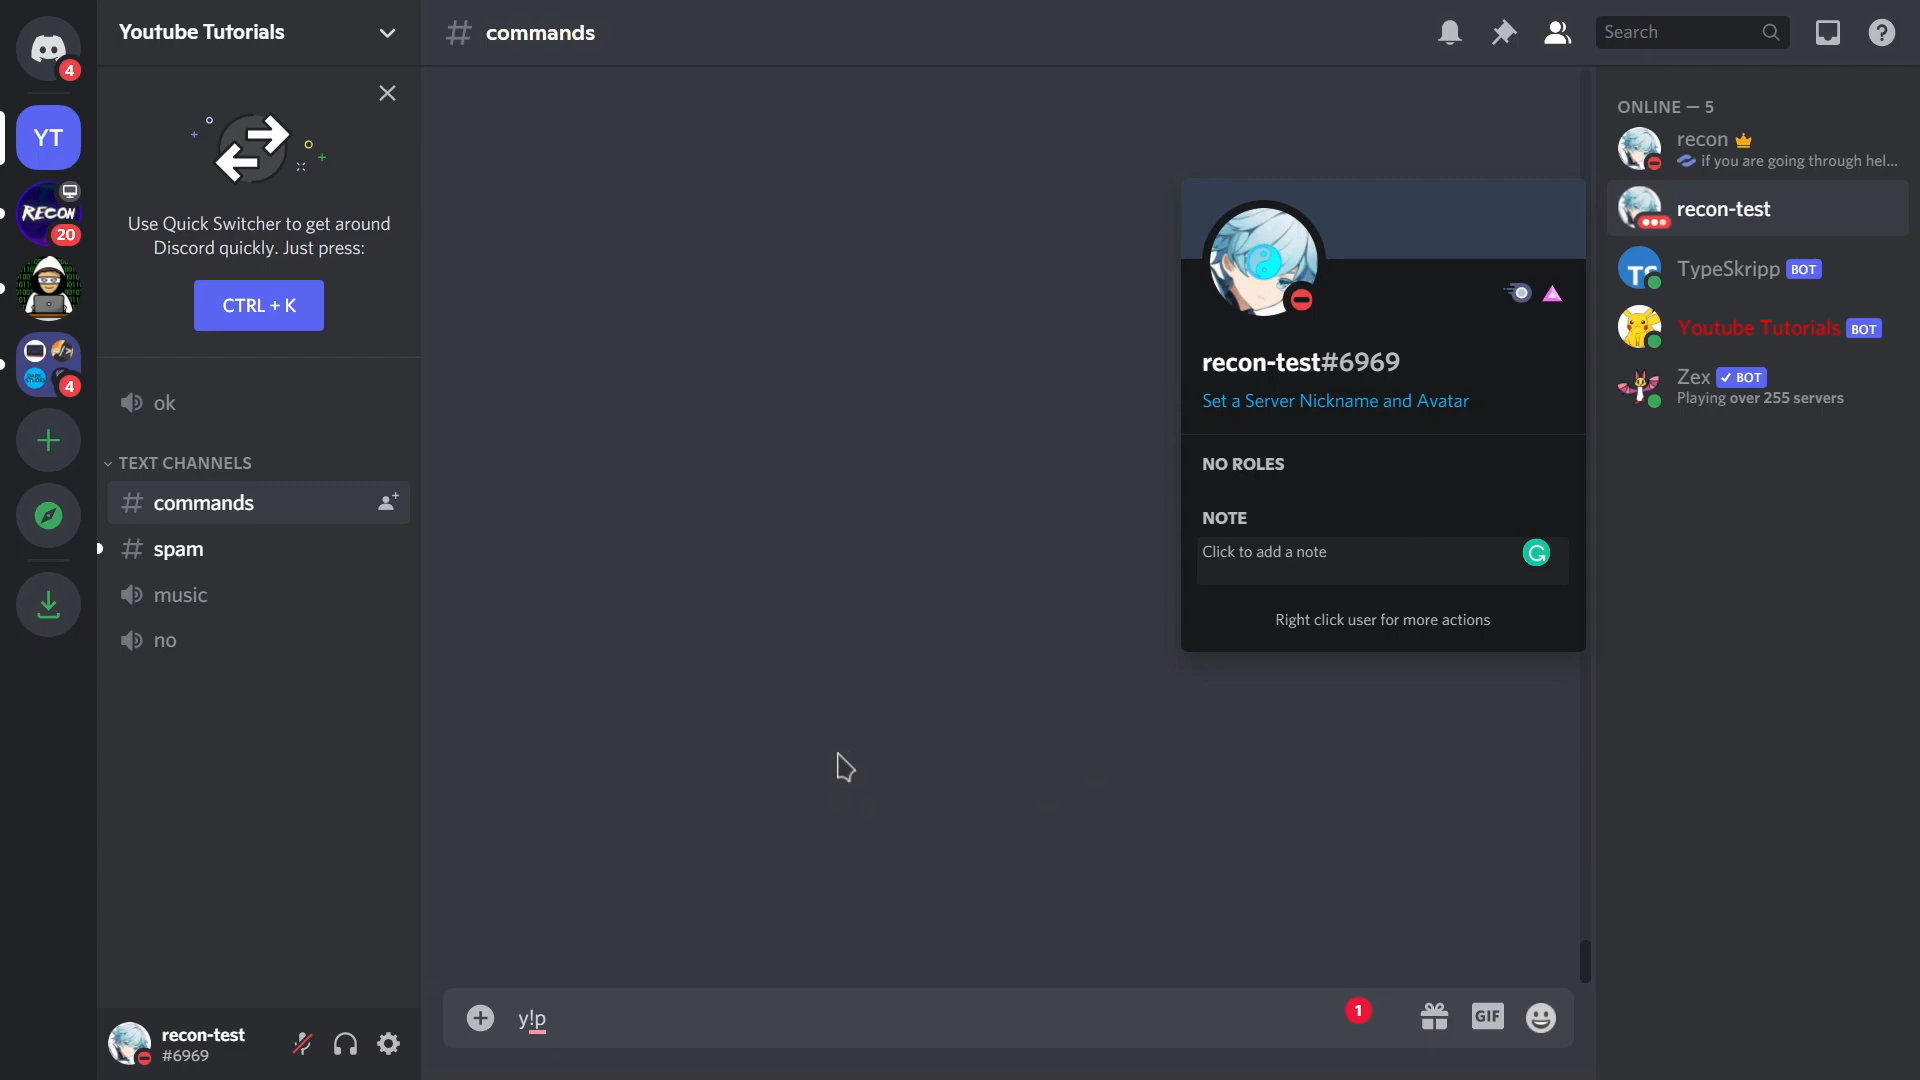 4
YT
RECON
20
4
Youtube Tutorials
Use Quick Switcher to get around
Discord quickly. Just press:
CTRL + K
ok
TEXT CHANNELS
commands
spam
music
no
recon-test
#6969
commands
Search
recon-test#6969
Set a Server Nickname and Avatar
NO ROLES
NOTE
Click to add a note
Right click user for more actions
y!p
1
GIF
ONLINE — 5
recon
if you are going through hel...
recon-test
TS
TypeSkripp BOT
Youtube Tutorials BOT
Zex ✓ BOT
Playing over 255 servers